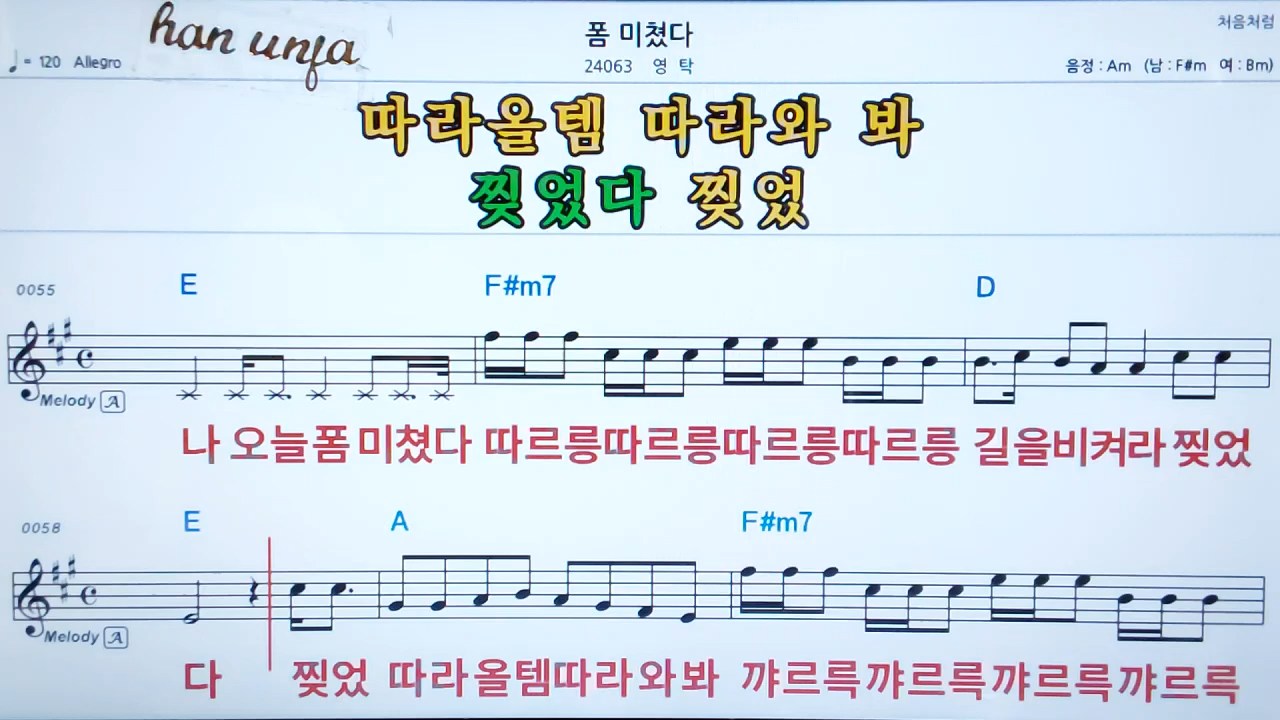 han unja
폼 미쳤다
처음처럼
♩= 120 Allegro
24063 영 탁
음정 : Am (남 : F#m 여 : Bm)
따라올템 따라와 봐
찢었다 찢었
0055
E F#m7 D
Melody A
나 오늘폼 미쳤다 따르릉따르릉따르릉따르릉 길을비켜라 찢었
0058
E A F#m7
Melody A
다 찢었 따라올템따라와봐 꺄르륵꺄르륵꺄르륵꺄르륵